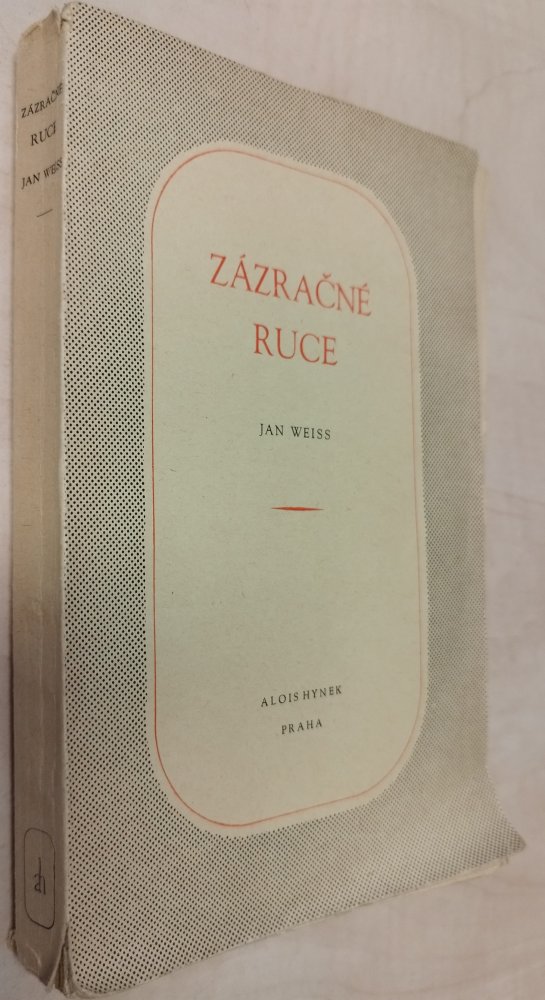 ZÁZRAČNÉ
RUCE
JAN WEISS
ZÁZRAČNÉ
RUCE
JAN WEISS
ALOIS HYNEK
PRAHA
ah